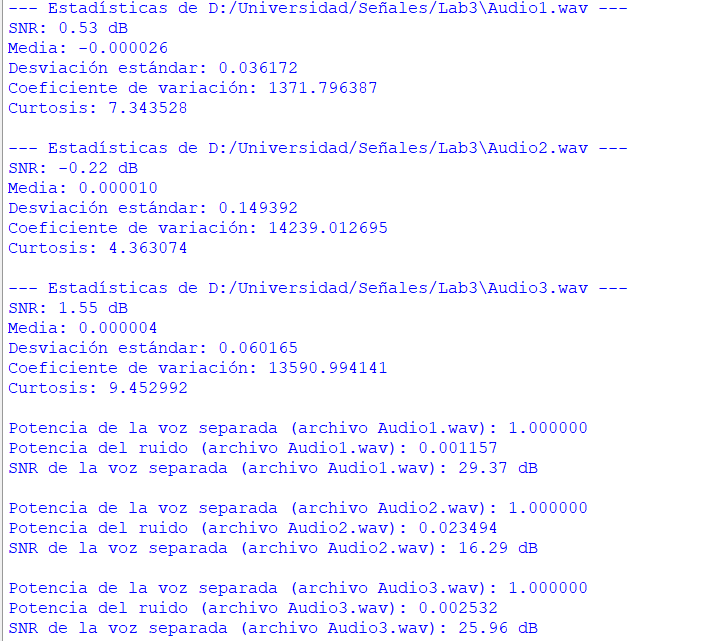 --- Estadísticas de D:/Universidad/Señales/Lab3\Audio1.wav ---
SNR: 0.53 dB
Media: -0.000026
Desviación estándar: 0.036172
Coeficiente de variación: 1371.796387
Curtosis: 7.343528

--- Estadísticas de D:/Universidad/Señales/Lab3\Audio2.wav ---
SNR: -0.22 dB
Media: 0.000010
Desviación estándar: 0.149392
Coeficiente de variación: 14239.012695
Curtosis: 4.363074

--- Estadísticas de D:/Universidad/Señales/Lab3\Audio3.wav ---
SNR: 1.55 dB
Media: 0.000004
Desviación estándar: 0.060165
Coeficiente de variación: 13590.994141
Curtosis: 9.452992

Potencia de la voz separada (archivo Audio1.wav): 1.000000
Potencia del ruido (archivo Audio1.wav): 0.001157
SNR de la voz separada (archivo Audio1.wav): 29.37 dB

Potencia de la voz separada (archivo Audio2.wav): 1.000000
Potencia del ruido (archivo Audio2.wav): 0.023494
SNR de la voz separada (archivo Audio2.wav): 16.29 dB

Potencia de la voz separada (archivo Audio3.wav): 1.000000
Potencia del ruido (archivo Audio3.wav): 0.002532
SNR de la voz separada (archivo Audio3.wav): 25.96 dB